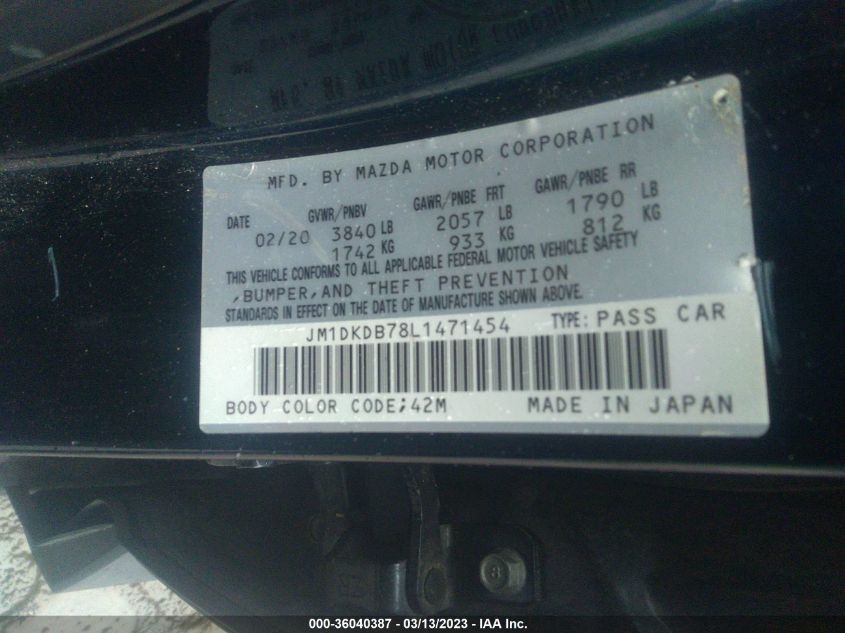 MFD. BY MAZDA MOTOR CORPORATION
DATE GVWR/PNBV GAWR/PNBE FRT GAWR/PNBE RR
02/20 3840 LB 2057 LB 1790 LB
1742 KG 933 KG 812 KG
THIS VEHICLE CONFORMS TO ALL APPLICABLE FEDERAL MOTOR VEHICLE SAFETY
,BUMPER,AND THEFT PREVENTION
STANDARDS IN EFFECT ON THE DATE OF MANUFACTURE SHOWN ABOVE.
JM1DKDB78L1471454 TYPE: PASS CAR
BODY COLOR CODE;42M MADE IN JAPAN
000-36040387 - 03/13/2023 - IAA Inc.